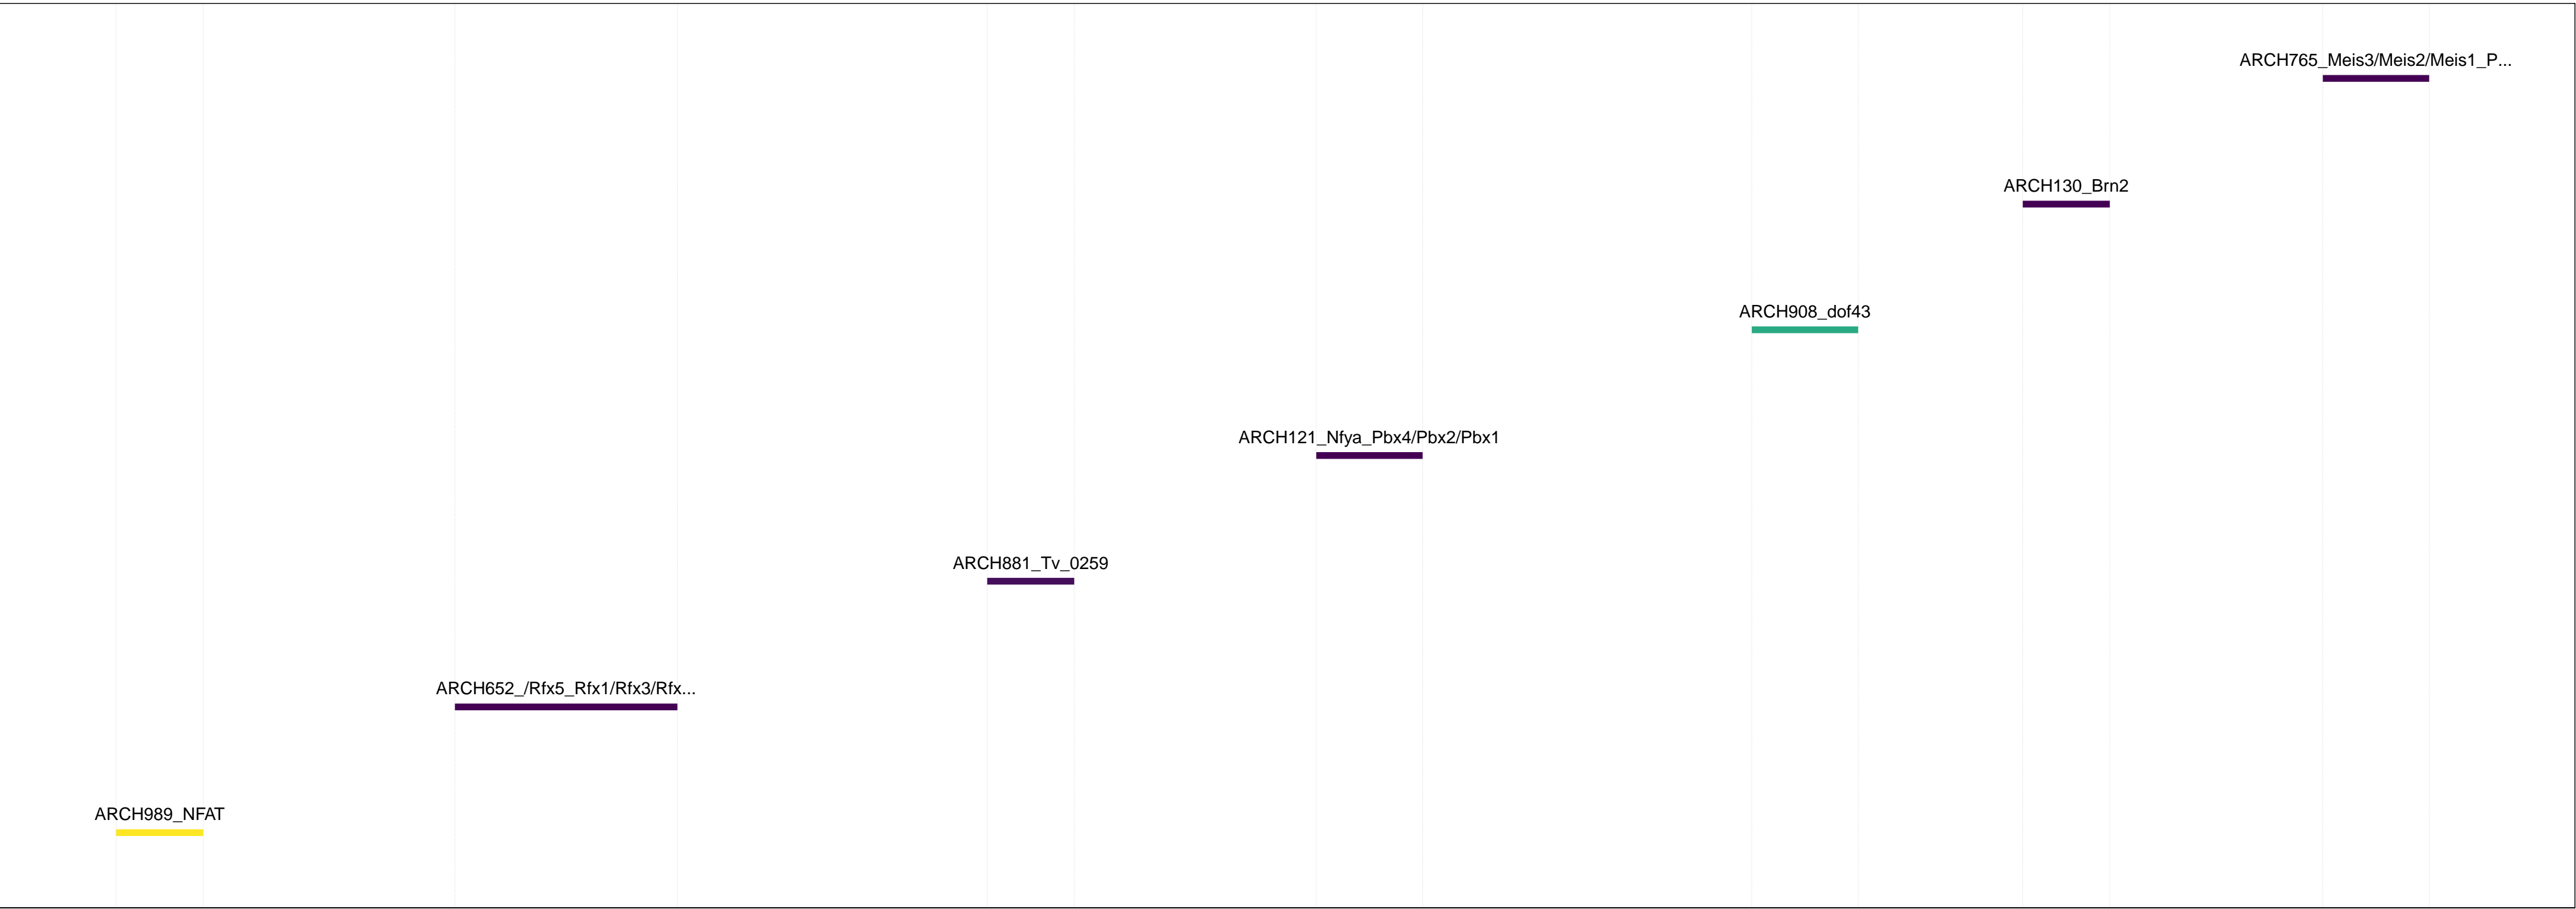 ARCH765_Meis3/Meis2/Meis1_P...
ARCH130_Brn2
ARCH908_dof43
ARCH121_Nfya_Pbx4/Pbx2/Pbx1
ARCH881_Tv_0259
ARCH652_/Rfx5_Rfx1/Rfx3/Rfx...
ARCH989_NFAT